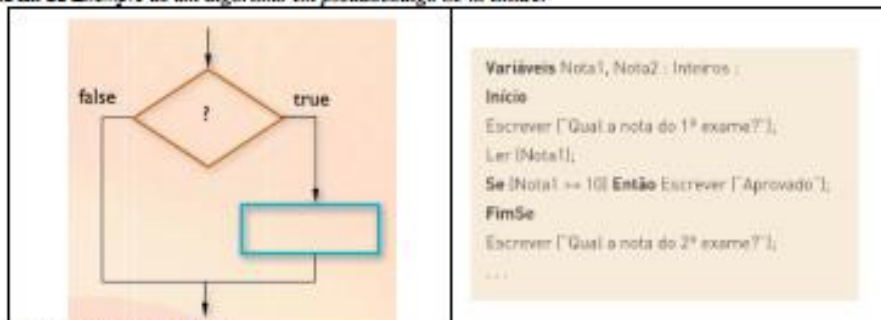 false
true
?
Variáveis Nota1, Nota2 : Inteiros ;
Início
Escrever ("Qual a nota do 1º exame?");
Ler (Nota1);
Se (Nota1 >= 10) Então Escrever ("Aprovado");
FimSe
Escrever ("Qual a nota do 2º exame?");
...